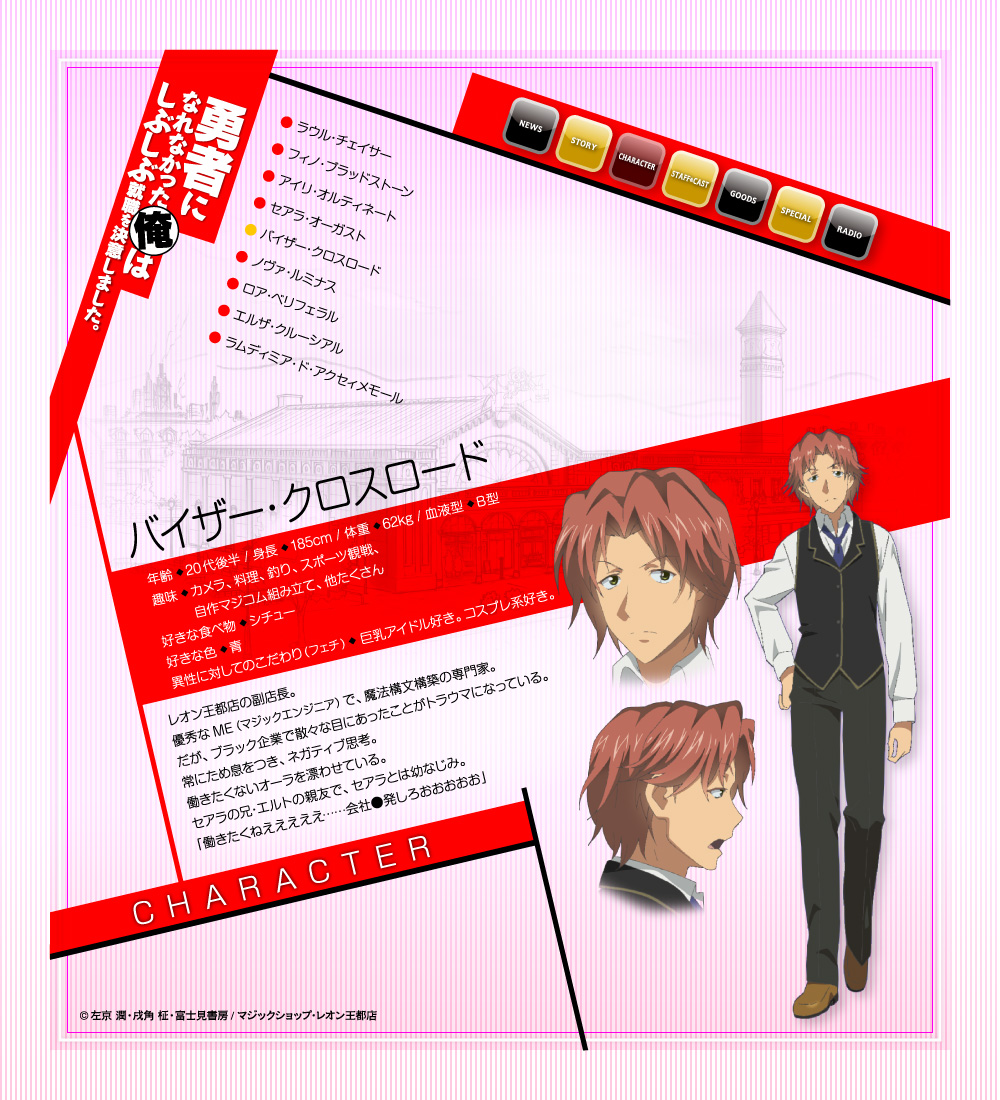 勇者に
なれなかった
俺は
しぶしぶ就職を決意しました。
NEWS
STORY
CHARACTER
STAFF+CAST
GOODS
SPECIAL
RADIO
ラウル・チェイサー
フィノ・ブラッドストーン
アイリ・オルティネート
セアラ・オーガスト
バイザー・クロスロード
ノヴァ・ルミナス
ロア・ペリフェラル
エルザ・クルーシアル
ラムディミア・ド・アクセィメモール
バイザー・クロスロード
年齢◆20代後半 / 身長◆185cm / 体重◆62kg / 血液型◆B型
趣味◆カメラ、料理、釣り、スポーツ観戦、
自作マジコム組み立て、他たくさん
好きな食べ物◆シチュー
好きな色◆青
異性に対してのこだわり(フェチ)◆巨乳アイドル好き。コスプレ系好き。
レオン王都店の副店長。
優秀なME(マジックエンジニア)で、魔法構文構築の専門家。
だが、ブラック企業で散々な目にあったことがトラウマになっている。
常にため息をつき、ネガティブ思考。
働きたくないオーラを漂わせている。
セアラの兄・エルトの親友で、セアラとは幼なじみ。
「働きたくねえええええ……会社●発しろおおおおお」
CHARACTER
©左京 潤・戌角 柾・富士見書房 / マジックショップ・レオン王都店